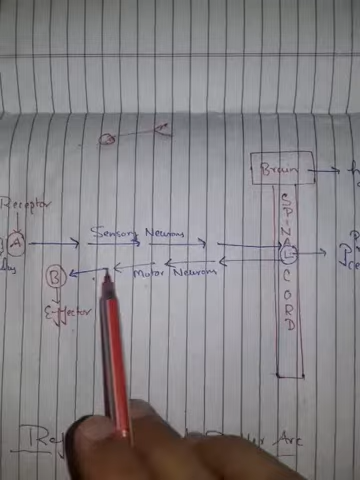 Brain
Receptor
Sensory Neurons
A
SPINAL CORD
B
Motor Neurons
Effector
Arc